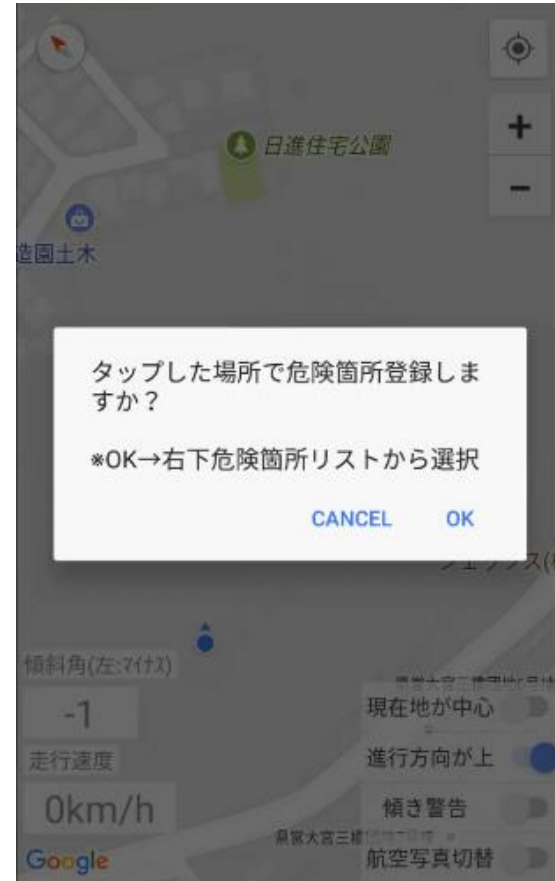 日進住宅公園
+
−
造園土木
タップした場所で危険箇所登録しま
すか？
※OK→右下危険箇所リストから選択
CANCEL OK
傾斜角(左:マイナス)
-1
走行速度
0km/h
現在地が中心
進行方向が上
傾き警告
航空写真切替
Google